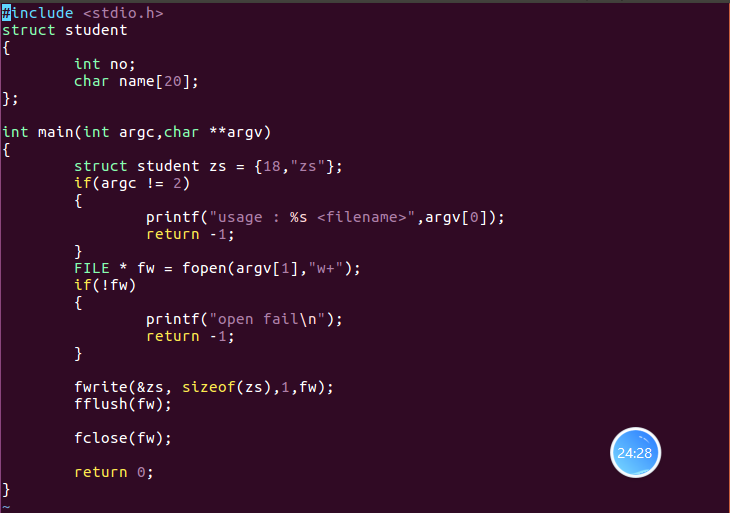 #include <stdio.h>
struct student
{
        int no;
        char name[20];
};

int main(int argc,char **argv)
{
        struct student zs = {18,"zs"};
        if(argc != 2)
        {
                printf("usage : %s <filename>",argv[0]);
                return -1;
        }
        FILE * fw = fopen(argv[1],"w+");
        if(!fw)
        {
                printf("open fail\n");
                return -1;
        }

        fwrite(&zs, sizeof(zs),1,fw);
        fflush(fw);

        fclose(fw);

        return 0;
}
~
24:28